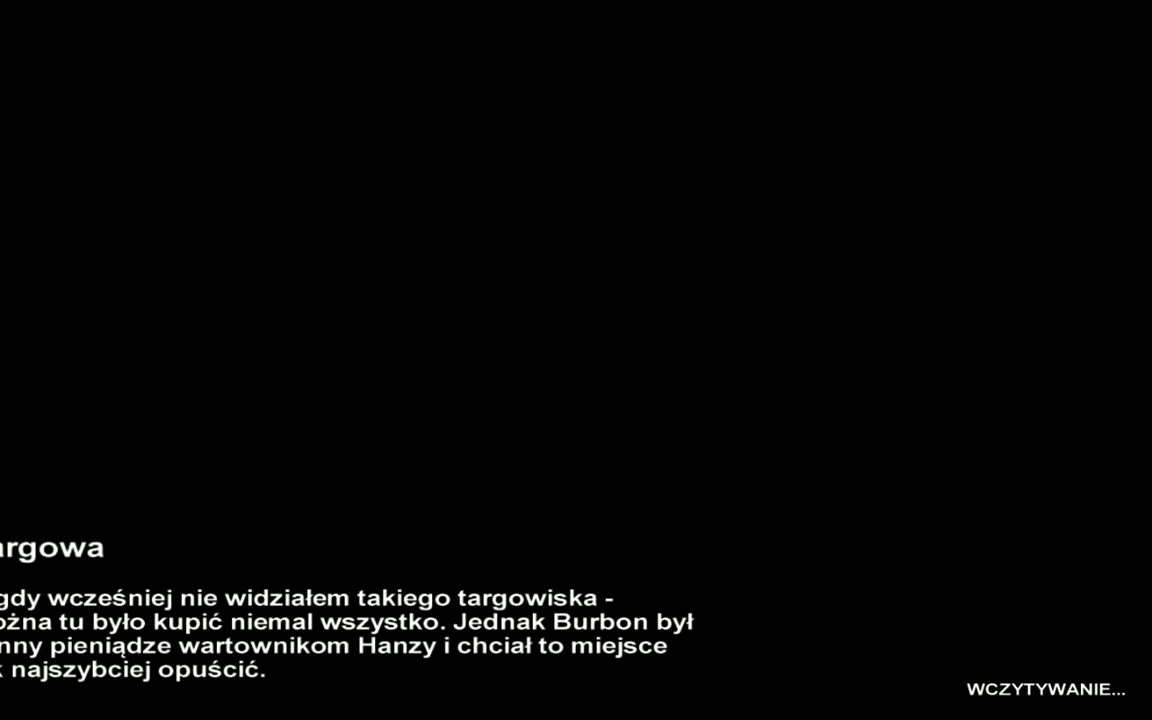 argowa
gdy wcześniej nie widziałem takiego targowiska -
ożna tu było kupić niemal wszystko. Jednak Burbon był
nny pieniądze wartownikom Hanzy i chciał to miejsce
k najszybciej opuścić.
WCZYTYWANIE...